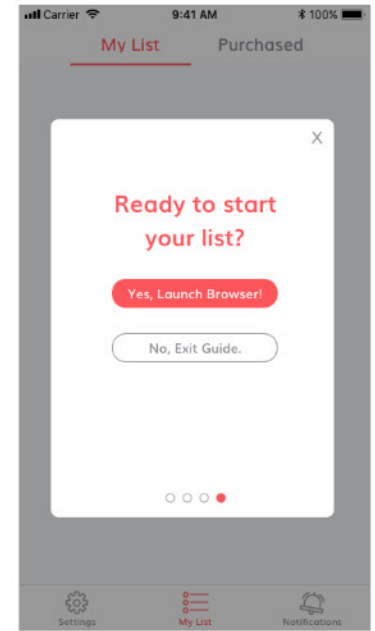 Carrier 9:41 AM 100%
My List Purchased
X
Ready to start
your list?
Yes, Launch Browser!
No, Exit Guide.
Settings My List Notifications